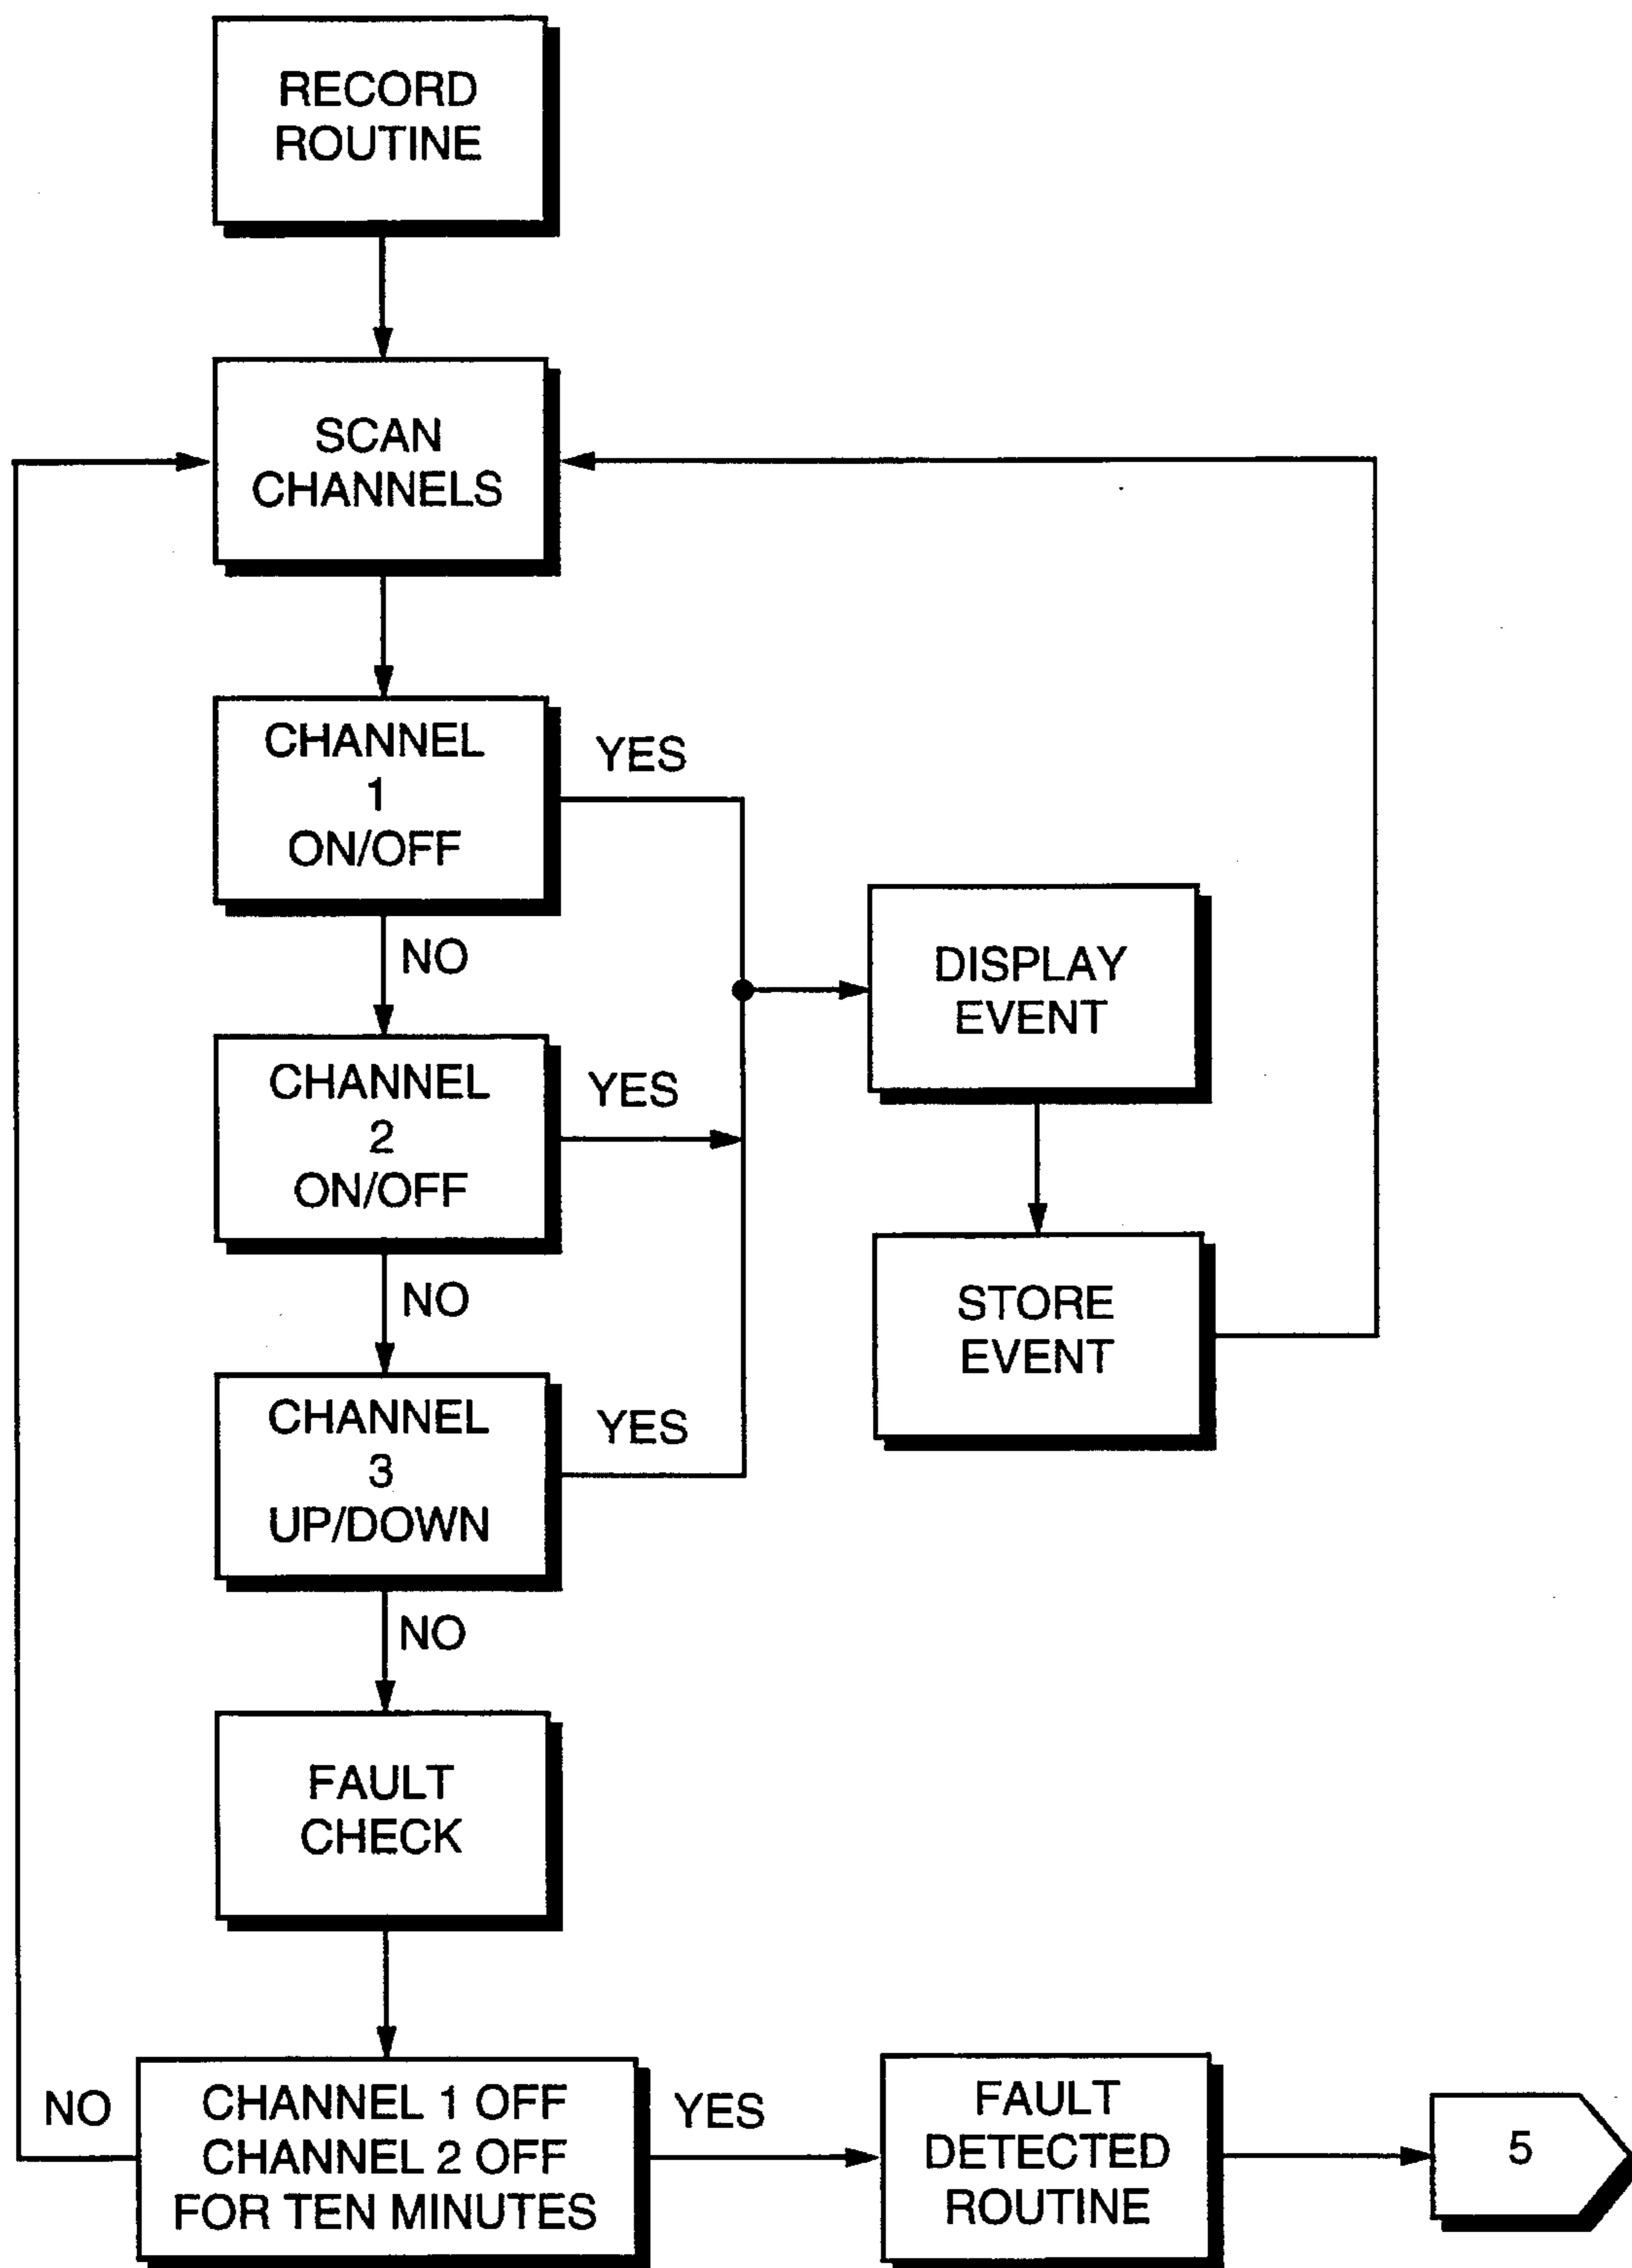 RECORD
ROUTINE
SCAN
CHANNELS
CHANNEL
1
ON/OFF
YES
NO
DISPLAY
EVENT
CHANNEL
2
ON/OFF
YES
NO
STORE
EVENT
CHANNEL
3
UP/DOWN
YES
NO
FAULT
CHECK
NO
CHANNEL 1 OFF
CHANNEL 2 OFF
FOR TEN MINUTES
YES
FAULT
DETECTED
ROUTINE
5